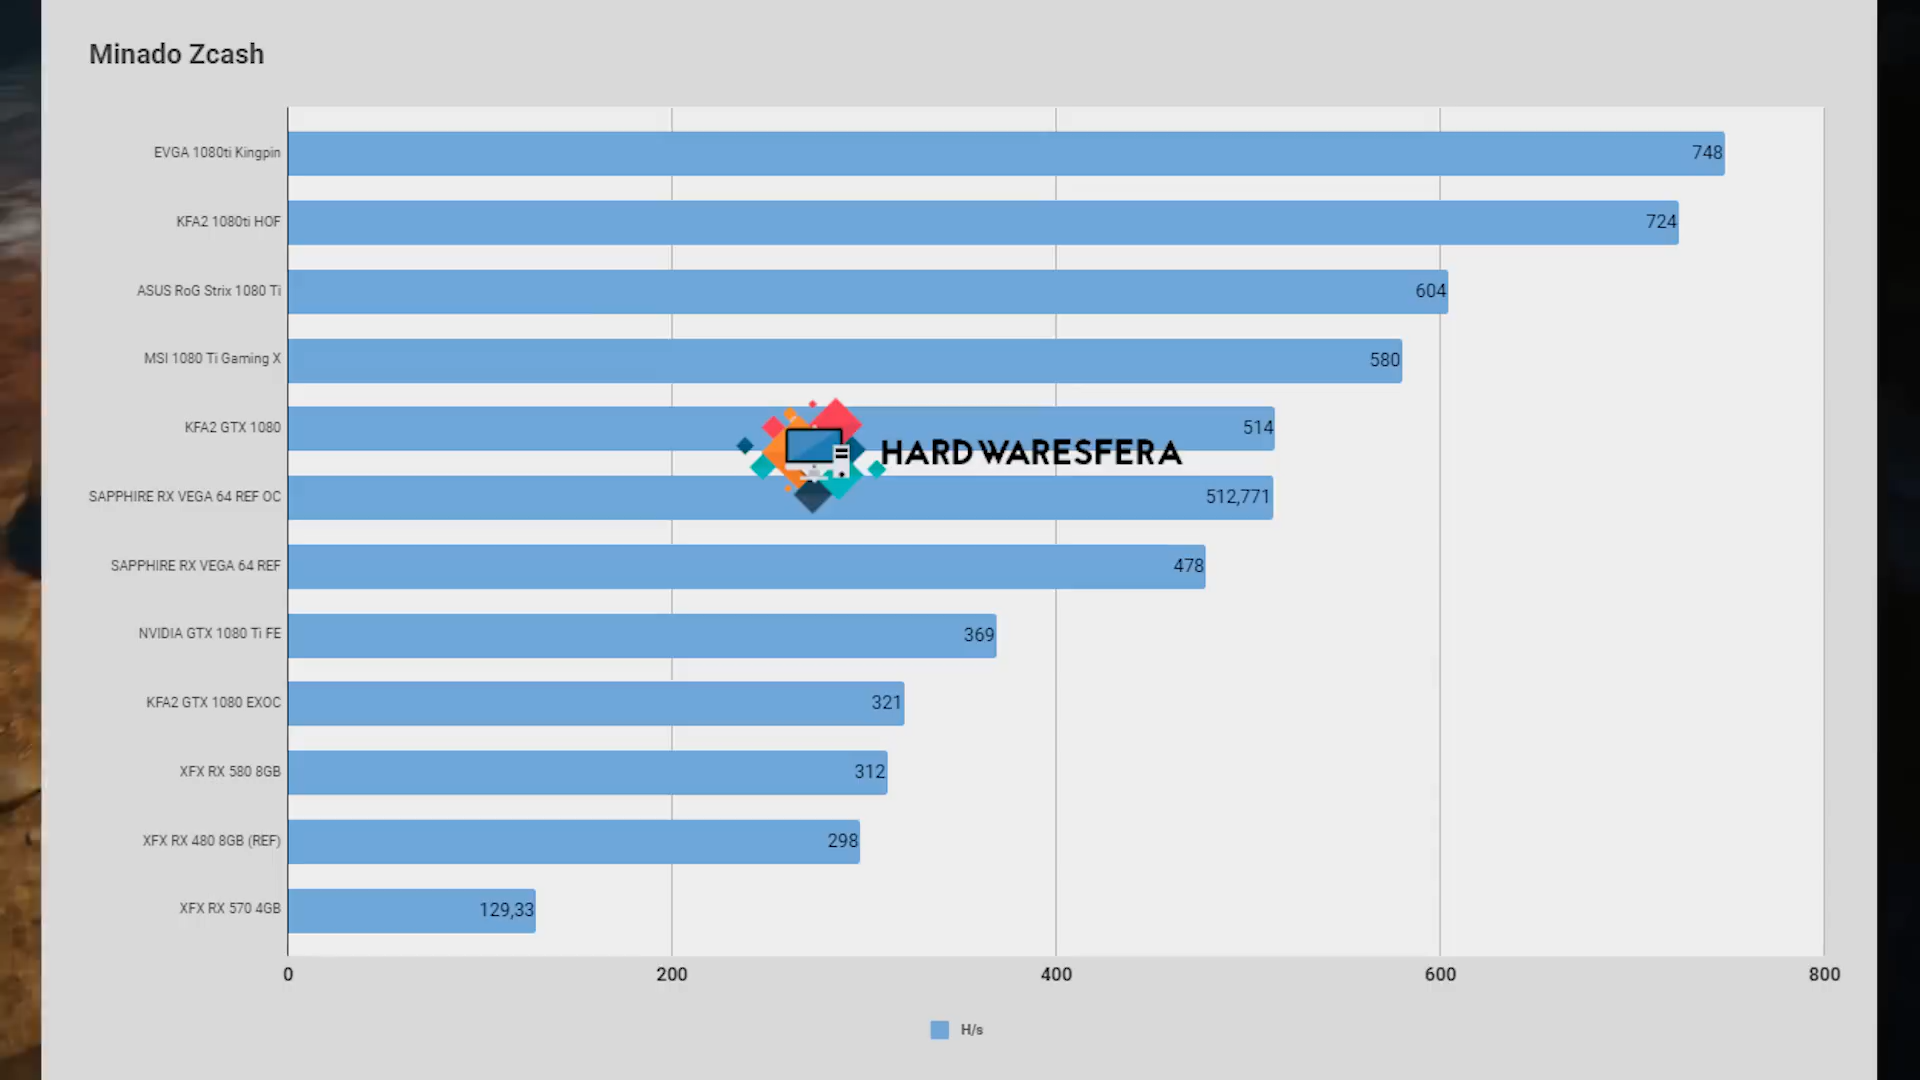 Minado Zcash
EVGA 1080ti Kingpin 748
KFA2 1080ti HOF 724
ASUS RoG Strix 1080 Ti 604
MSI 1080 Ti Gaming X 580
KFA2 GTX 1080 514
HARDWARESFERA
SAPPHIRE RX VEGA 64 REF OC 512,771
SAPPHIRE RX VEGA 64 REF 478
NVIDIA GTX 1080 Ti FE 369
KFA2 GTX 1080 EXOC 321
XFX RX 580 8GB 312
XFX RX 480 8GB (REF) 298
XFX RX 570 4GB 129,33
0 200 400 600 800
H/s